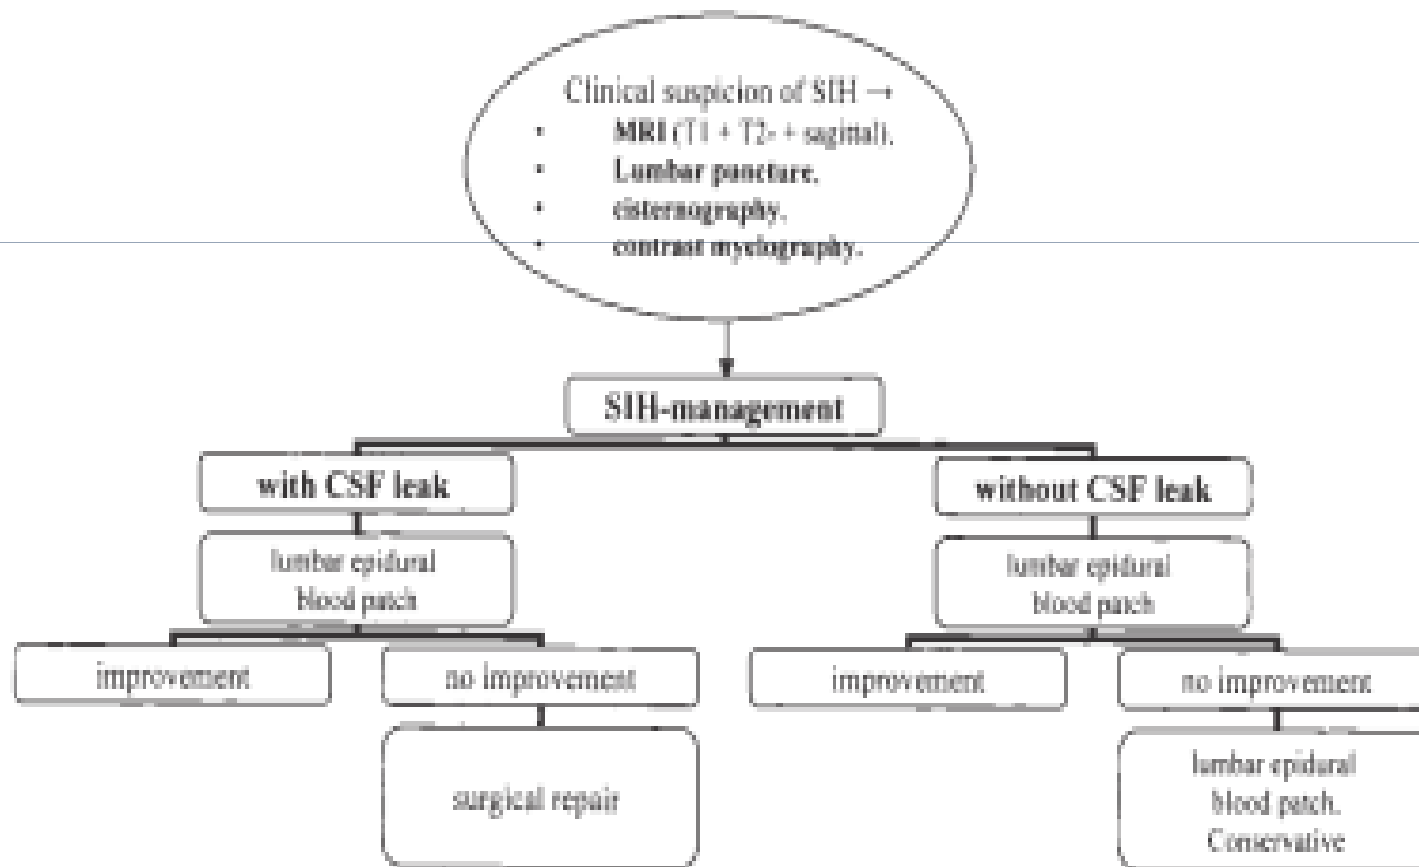 Clinical suspicion of SIH →
• MRI (T1 + T2- + sagittal).
• Lumbar puncture.
• cisternography.
• contrast myelography.
SIH-management
with CSF leak
without CSF leak
lumbar epidural
blood patch
lumbar epidural
blood patch
improvement
no improvement
improvement
no improvement
surgical repair
lumbar epidural
blood patch.
Conservative